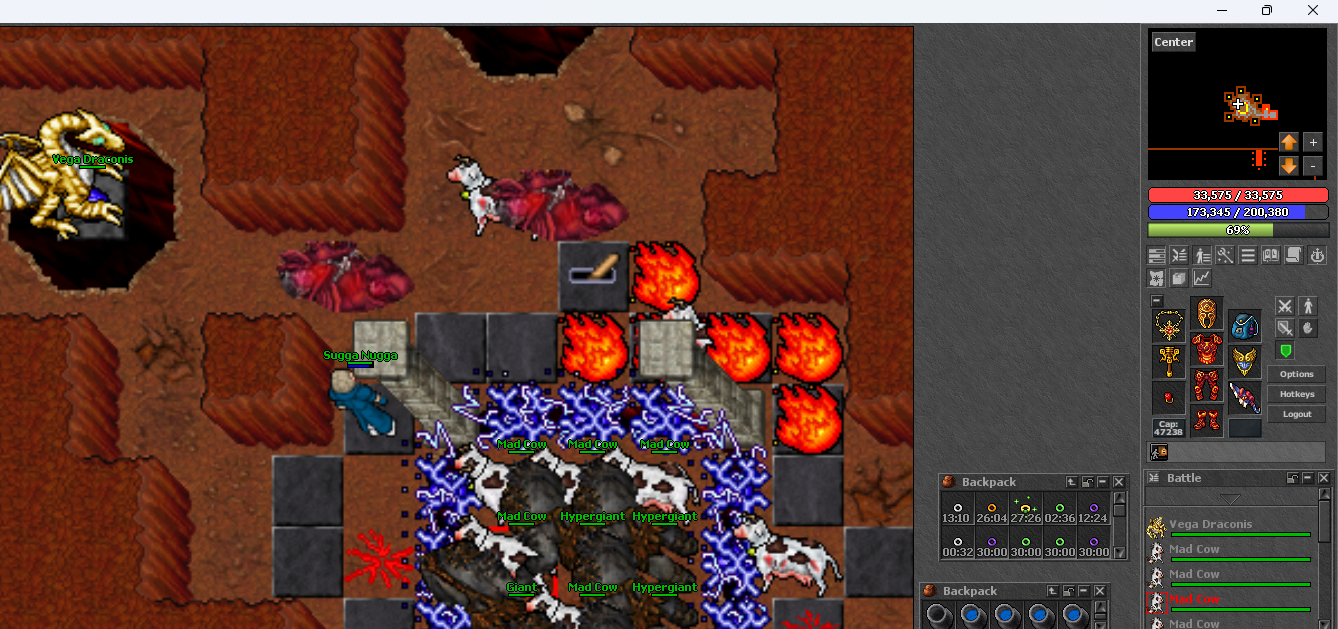 Center
+
-
33,575 / 33,575
173,345 / 200,380
69%
Vega Draconis
Sugga Nugga
Mad Cow Mad Cow Mad Cow
Mad Cow Hypergiant Hypergiant
Giant Mad Cow Hypergiant
Options
Hotkeys
Logout
Cap:
47238
Backpack
13:10 26:04 27:26 02:36 12:24
00:32 30:00 30:00 30:00 30:00
Backpack
Battle
Vega Draconis
Mad Cow
Mad Cow
Mad Cow
Mad Cow